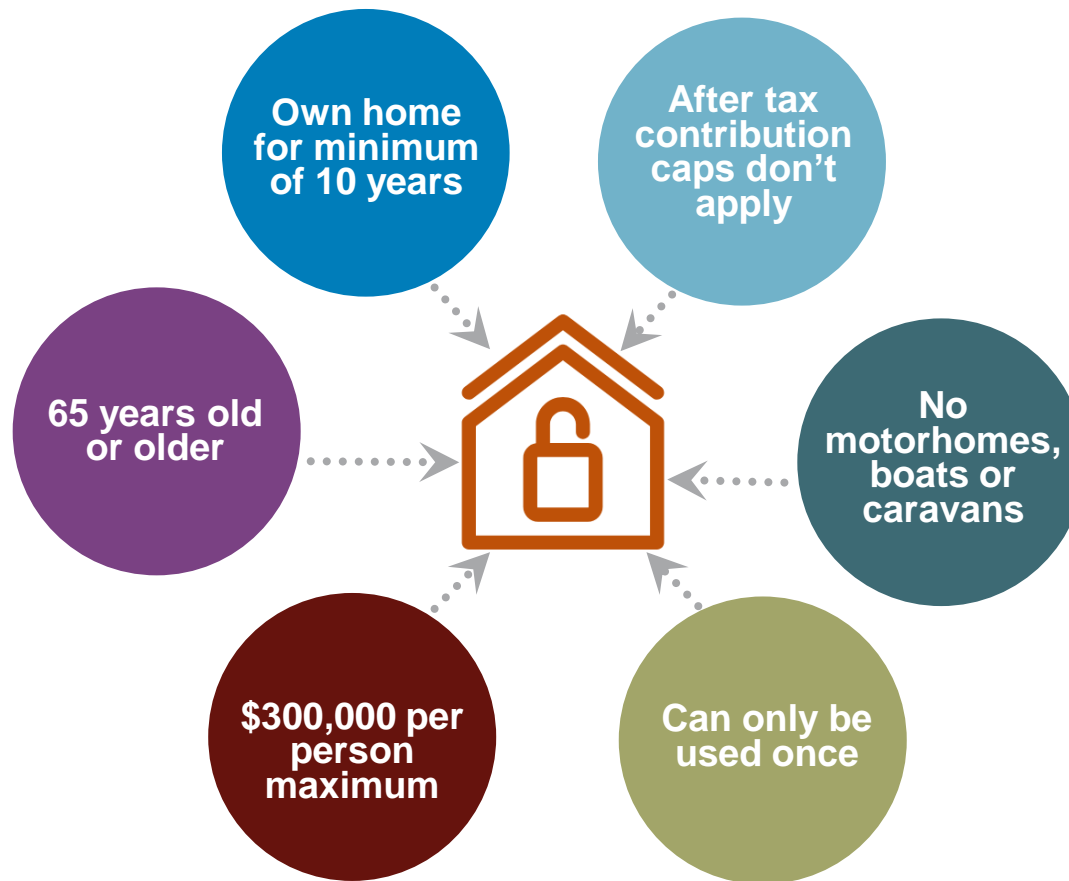 Own home
for minimum
of 10 years
After tax
contribution
caps don’t
apply
65 years old
or older
No
motorhomes,
boats or
caravans
$300,000 per
person
maximum
Can only be
used once